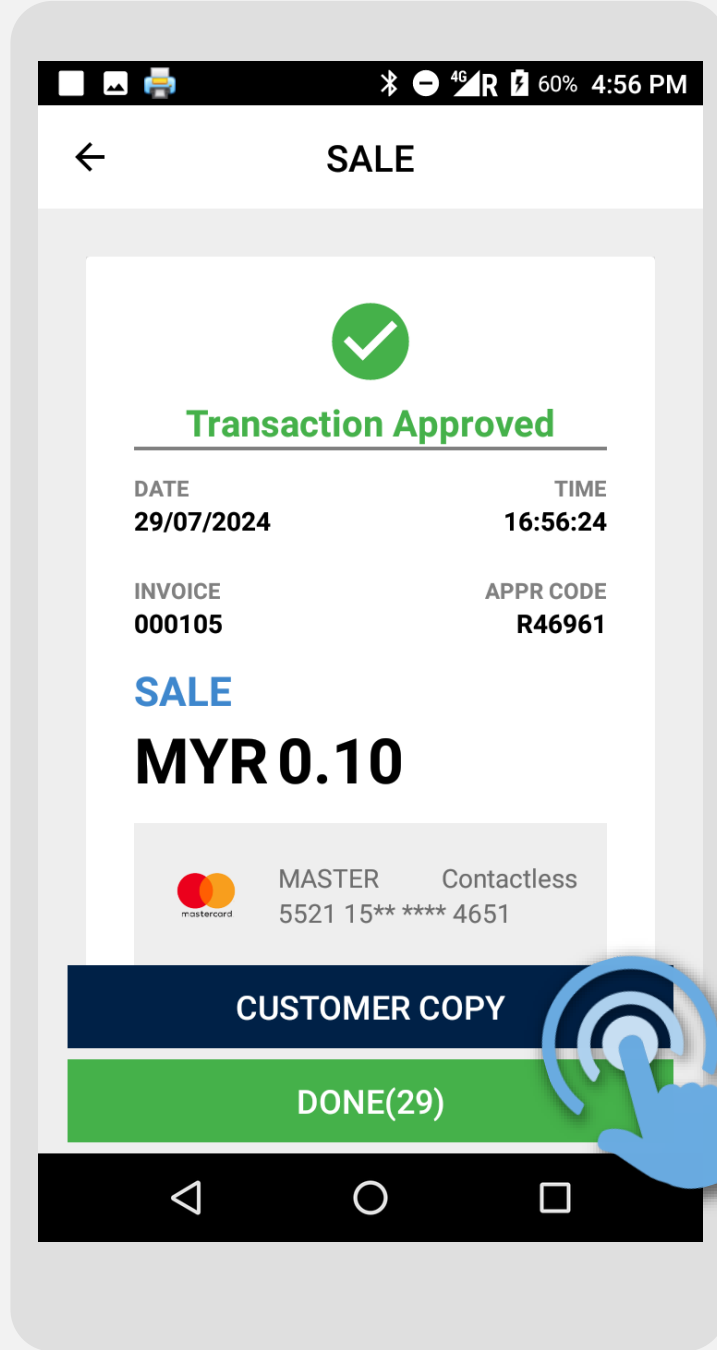 4G R 60% 4:56 PM
SALE
Transaction Approved
DATE TIME
29/07/2024 16:56:24
INVOICE APPR CODE
000105 R46961
SALE
MYR 0.10
MASTER Contactless
mastercard 5521 15** **** 4651
CUSTOMER COPY
DONE(29)